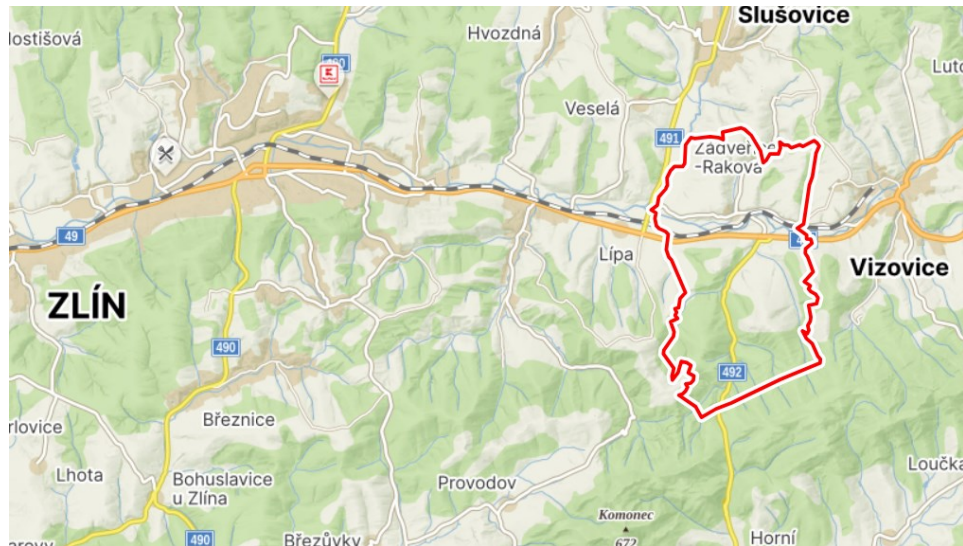 Slušovice
Hvozdná
490
Veselá
491
Zádveřice
-Raková
49
Lípa
Vizovice
ZLÍN
490
492
Březnice
Lhota
Bohuslavice
u Zlína
Provodov
Loučka
Komonec
672
490
Březůvky
Horní